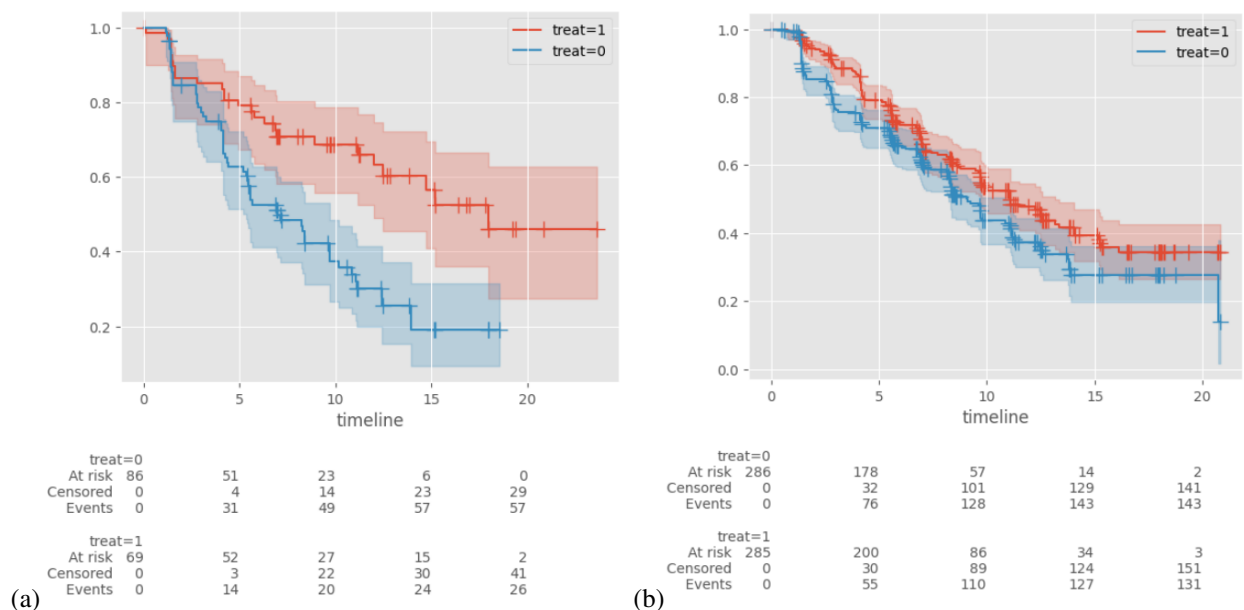 1.0
0.8
0.6
0.4
0.2
0 5 10 15 20
timeline
treat=1
treat=0
treat=0
At risk 86 51 23 6 0
Censored 0 4 14 23 29
Events 0 31 49 57 57
treat=1
At risk 69 52 27 15 2
Censored 0 3 22 30 41
Events 0 14 20 24 26
(a)
1.0
0.8
0.6
0.4
0.2
0.0
0 5 10 15 20
timeline
treat=1
treat=0
treat=0
At risk 286 178 57 14 2
Censored 0 32 101 129 141
Events 0 76 128 143 143
treat=1
At risk 285 200 86 34 3
Censored 0 30 89 124 151
Events 0 55 110 127 131
(b)